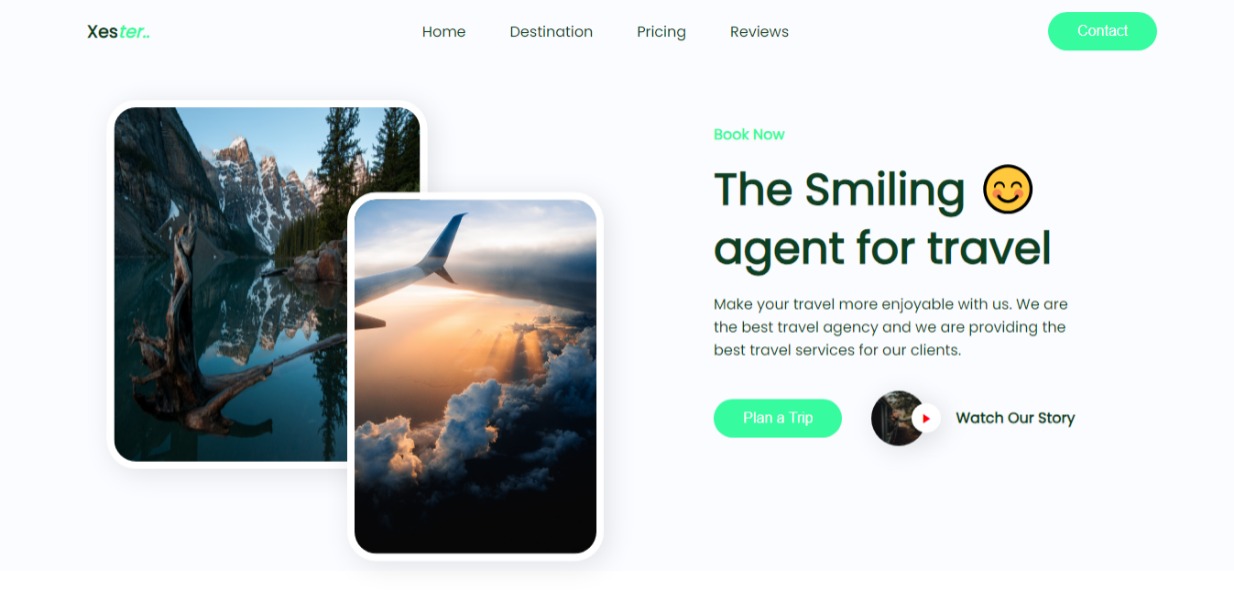 Xester..
Home
Destination
Pricing
Reviews
Contact
Book Now
The Smiling 😊
agent for travel
Make your travel more enjoyable with us. We are
the best travel agency and we are providing the
best travel services for our clients.
Plan a Trip
Watch Our Story